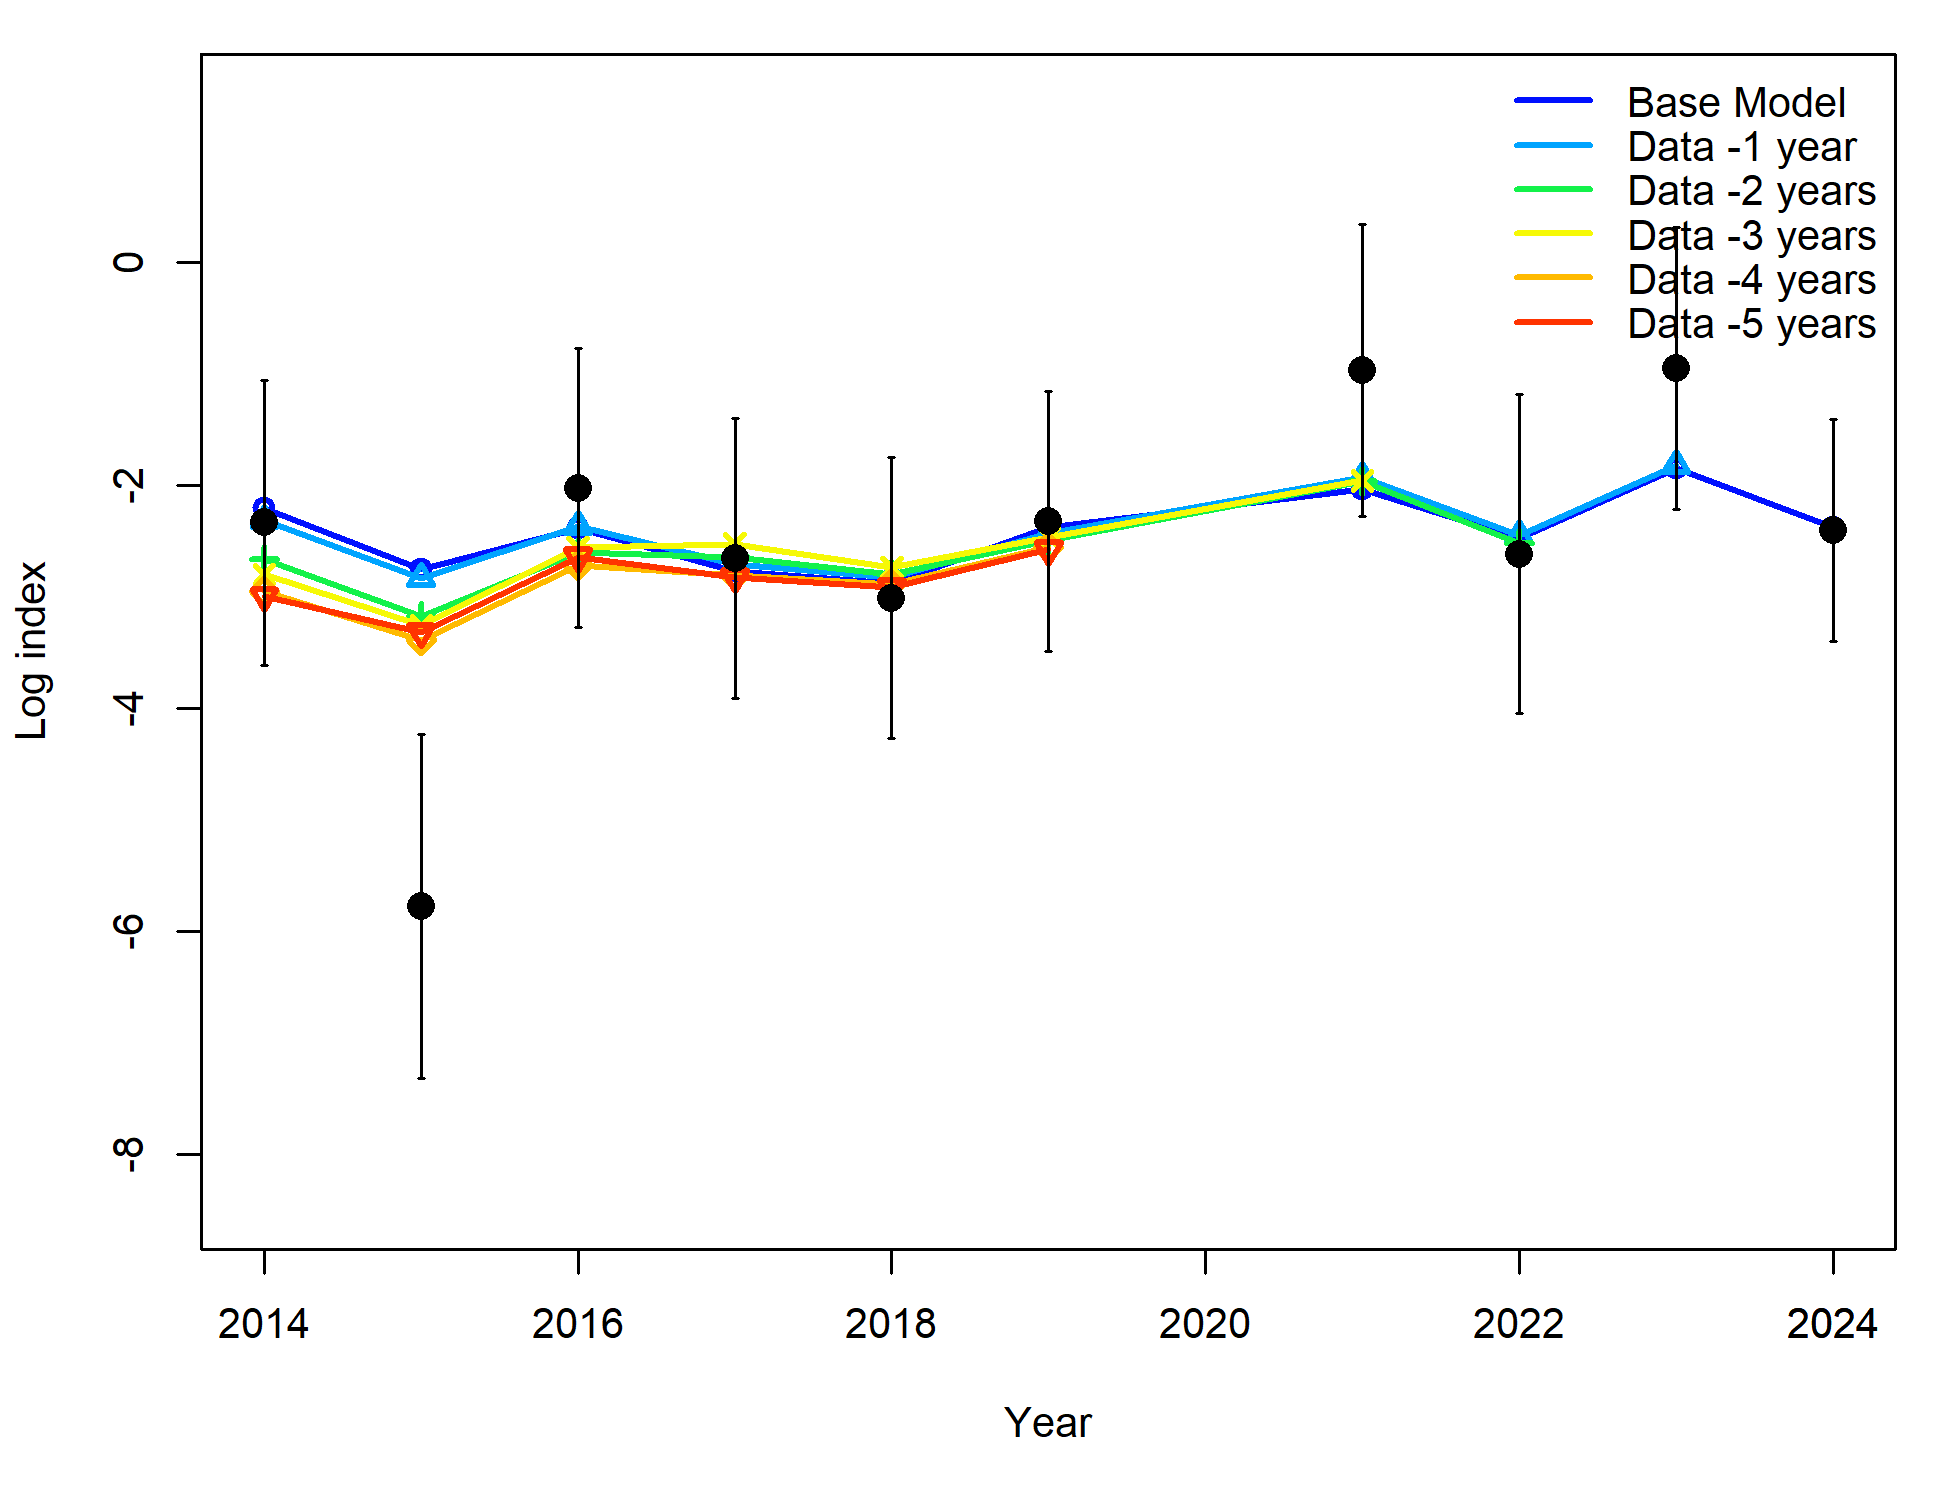 Base Model
Data -1 year
Data -2 years
Data -3 years
Data -4 years
Data -5 years
0
-2
-4
-6
-8
Log index
2014 2016 2018 2020 2022 2024
Year